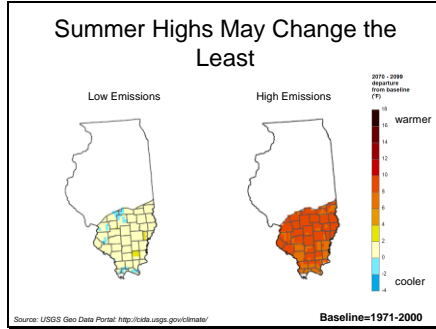 Summer Highs May Change the
Least
Low Emissions
High Emissions
2070 - 2099
departure
from baseline
(°F)
18
16
14
12
10
8
6
4
2
0
-2
-4
warmer
cooler
Source: USGS Geo Data Portal: http://cida.usgs.gov/climate/
Baseline=1971-2000